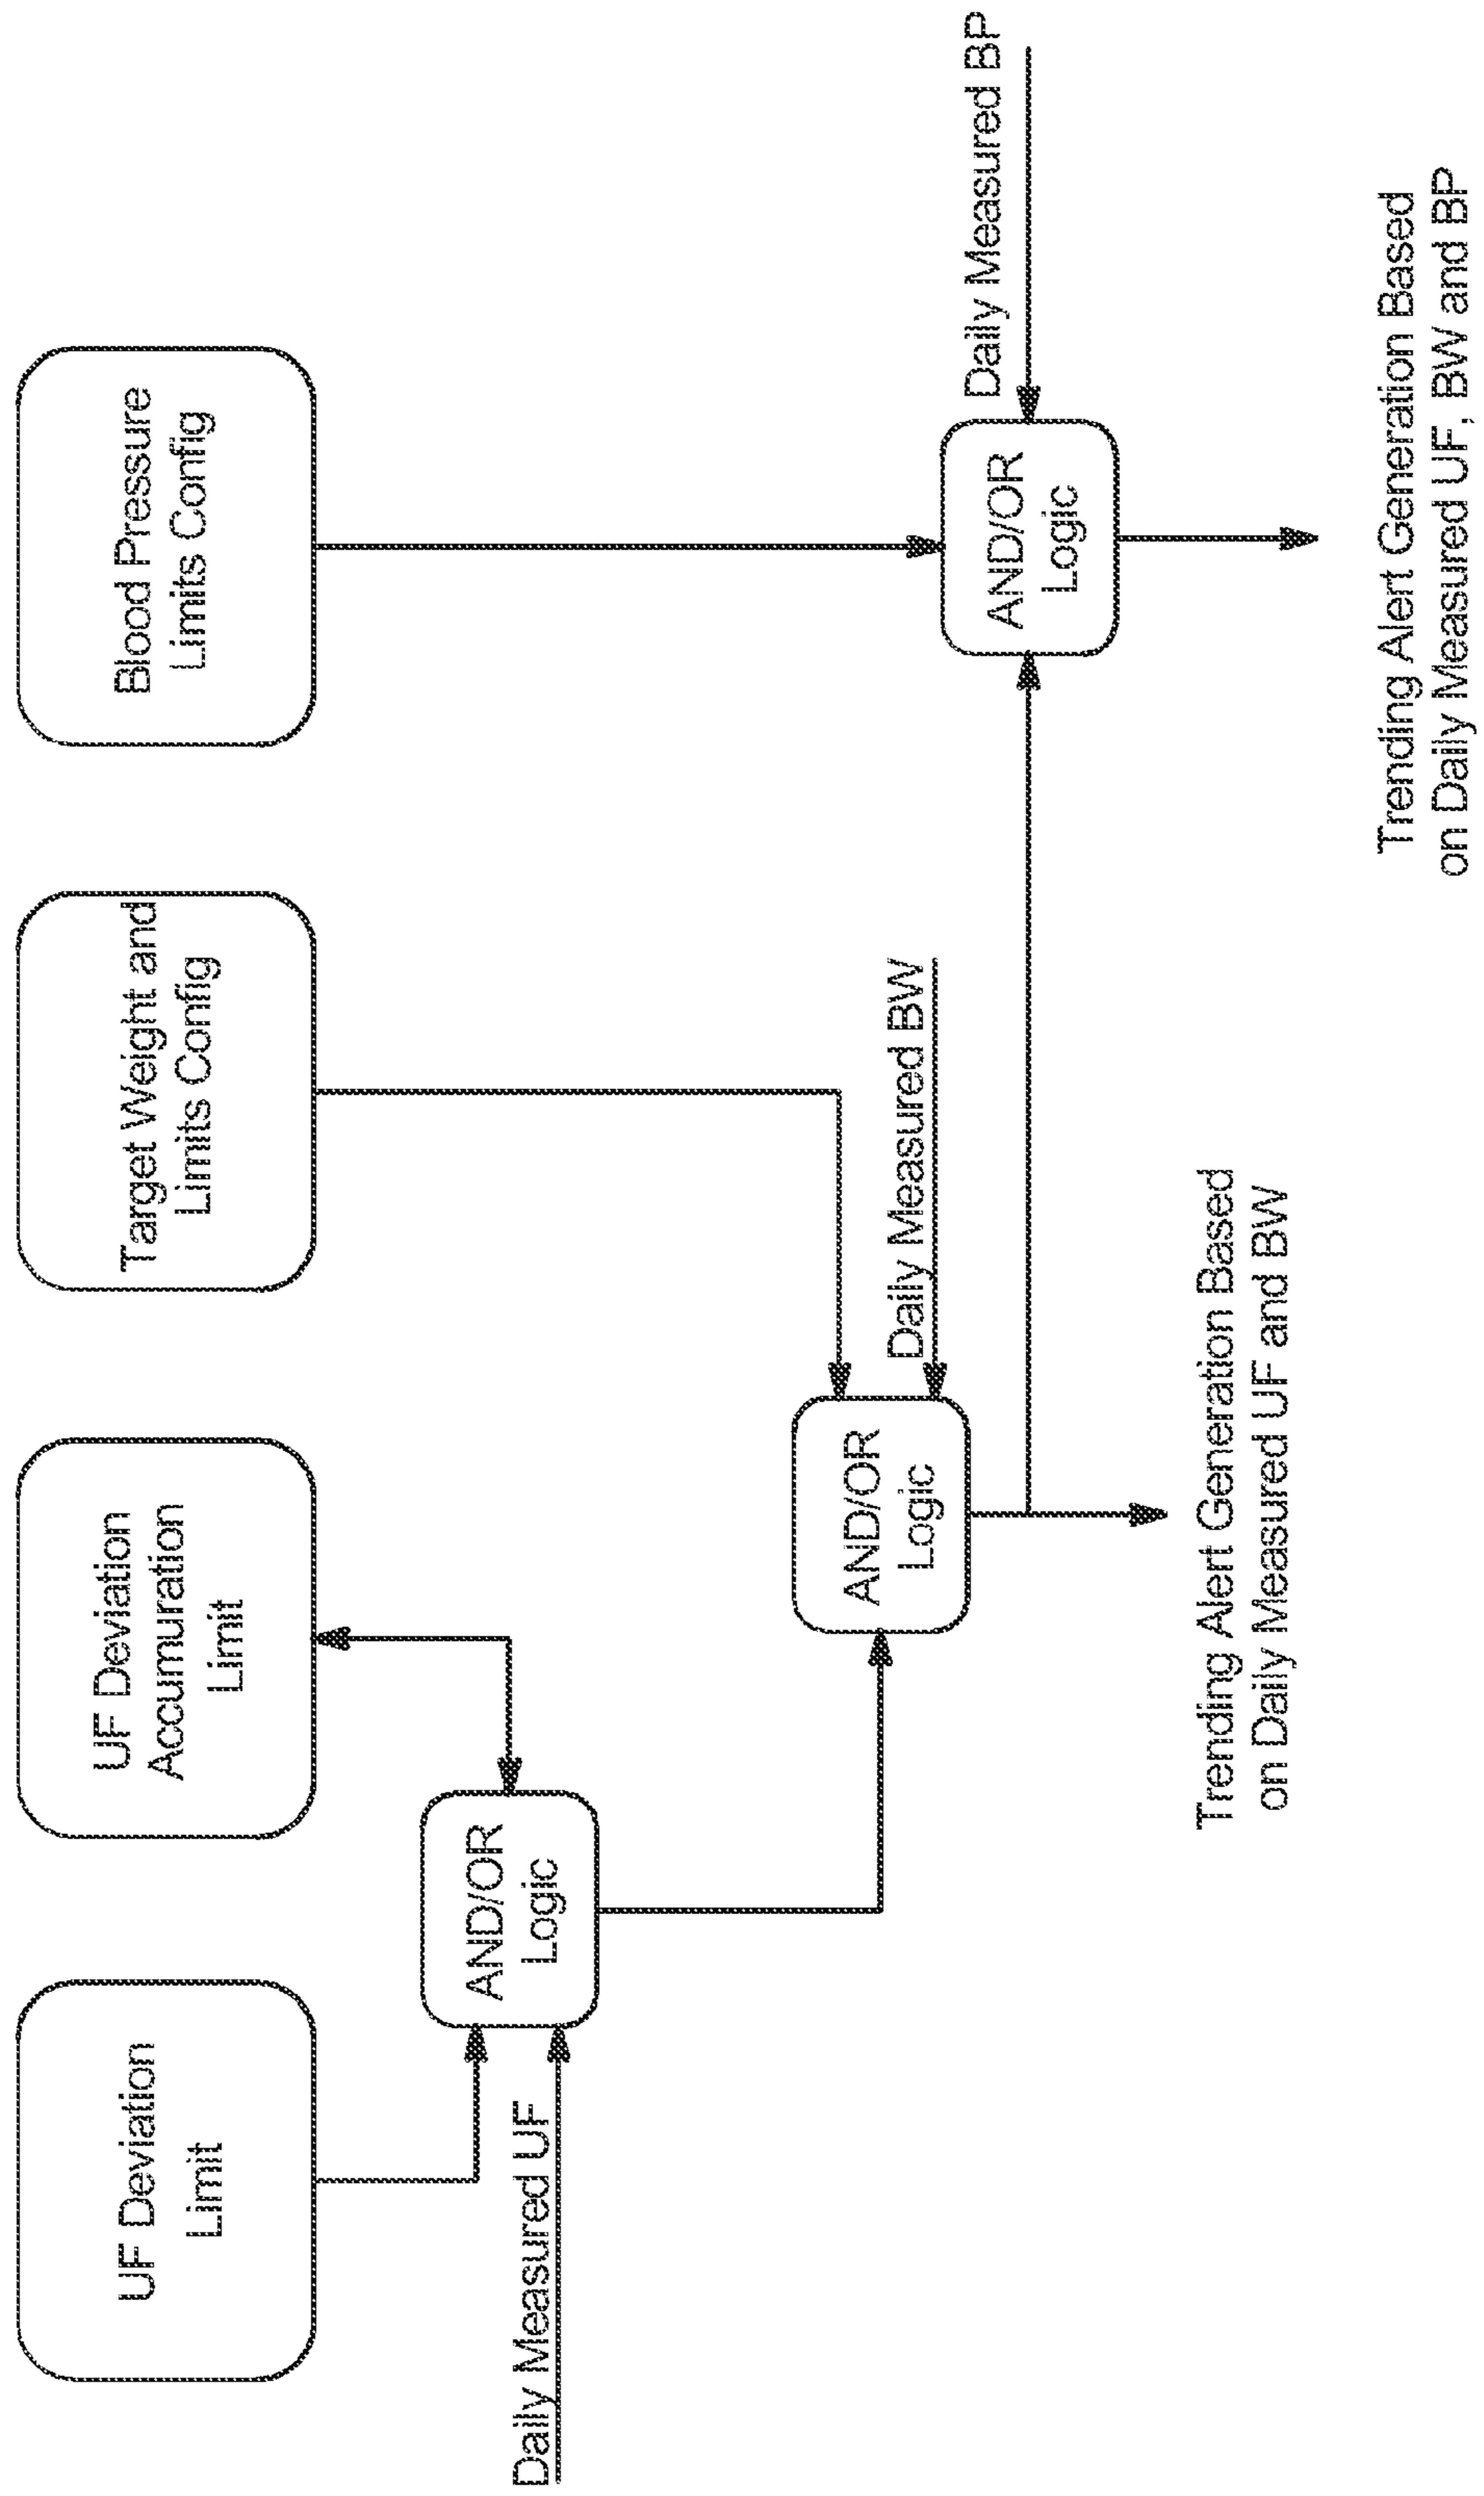 UF Deviation
Limit
UF Deviation
Accumuration
Limit
Target Weight and
Limits Config
Blood Pressure
Limits Config
Daily Measured UF
AND/OR
Logic
AND/OR
Logic
Daily Measured BW
AND/OR
Logic
Daily Measured BP
Trending Alert Generation Based
on Daily Measured UF and BW
Trending Alert Generation Based
on Daily Measured UF, BW and BP